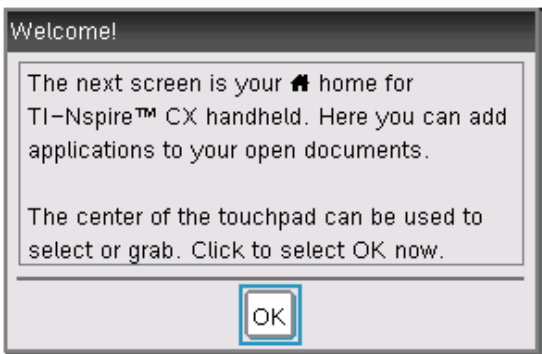 Welcome!
The next screen is your home for
TI-Nspire™ CX handheld. Here you can add
applications to your open documents.
The center of the touchpad can be used to
select or grab. Click to select OK now.
OK